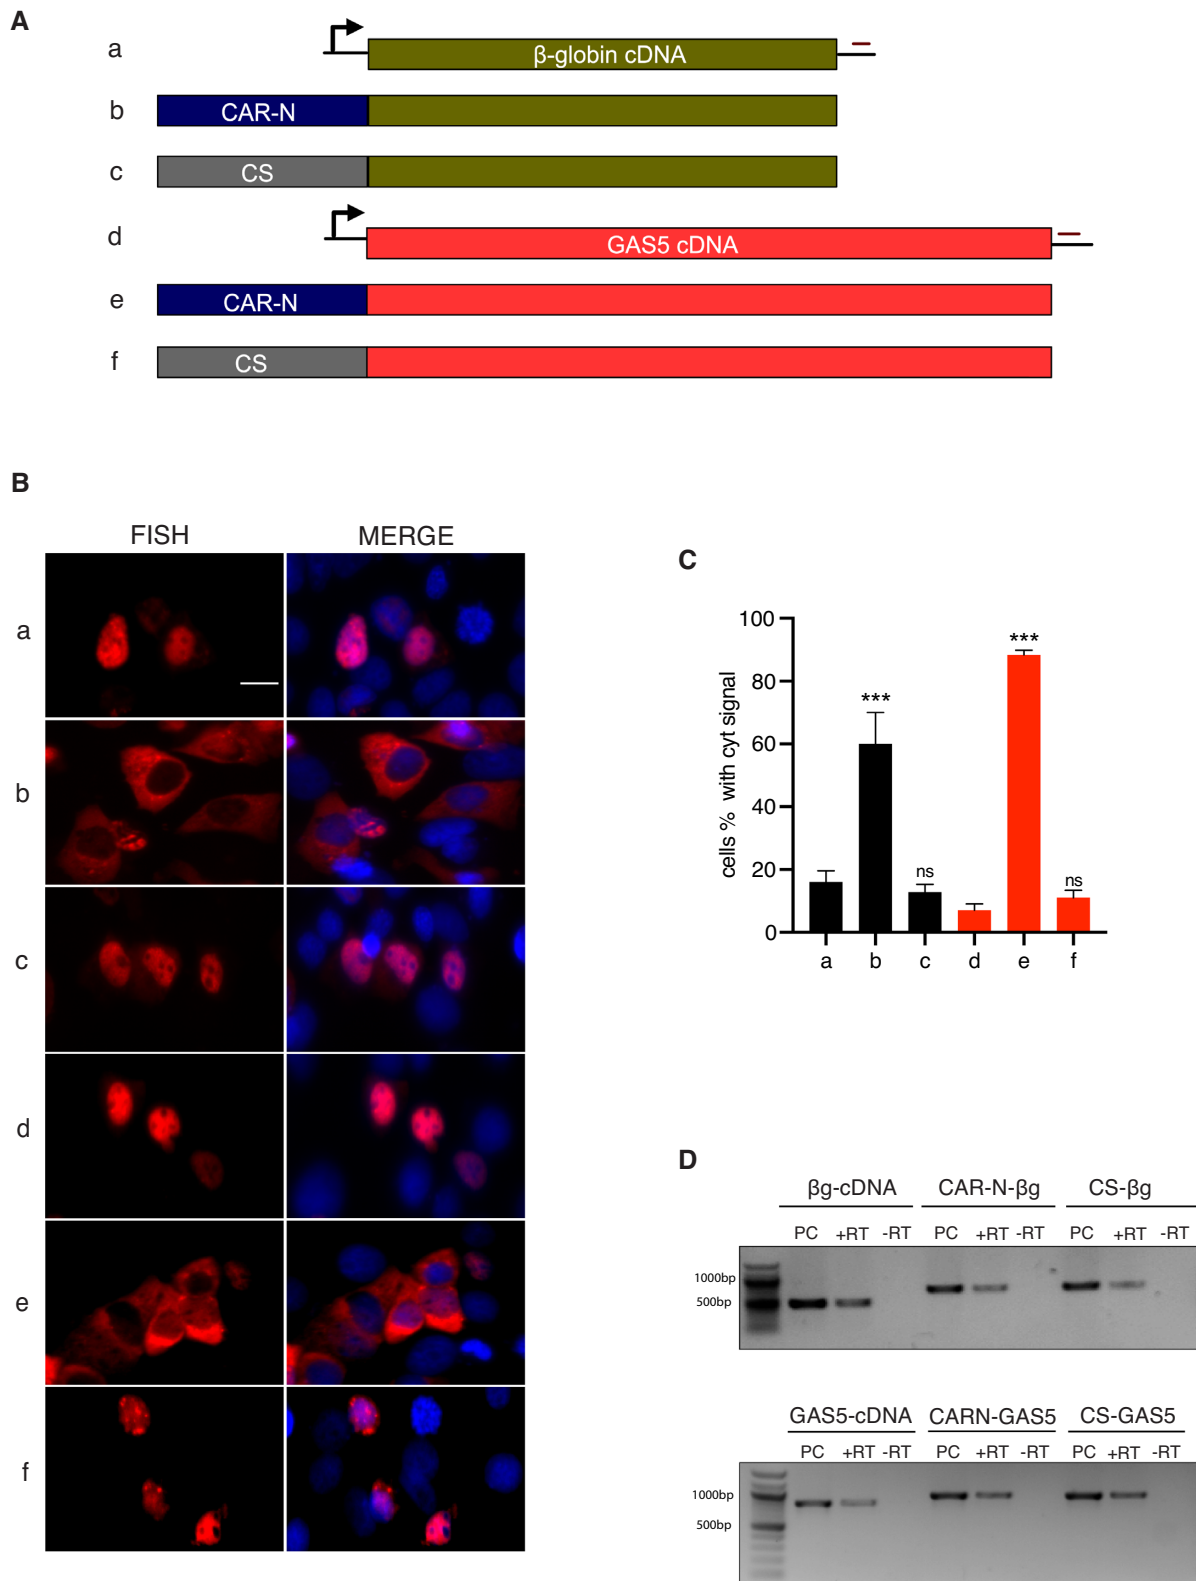 A
a
β-globin cDNA
b
CAR-N
c
CS
d
GAS5 cDNA
e
CAR-N
f
CS
B
FISH MERGE
a
b
c
d
e
f
C
cells % with cyt signal
100
80
60
40
20
0
***
ns
***
ns
a b c d e f
D
βg-cDNA CAR-N-βg CS-βg
PC +RT -RT PC +RT -RT PC +RT -RT
1000bp
500bp
GAS5-cDNA CARN-GAS5 CS-GAS5
PC +RT -RT PC +RT -RT PC +RT -RT
1000bp
500bp